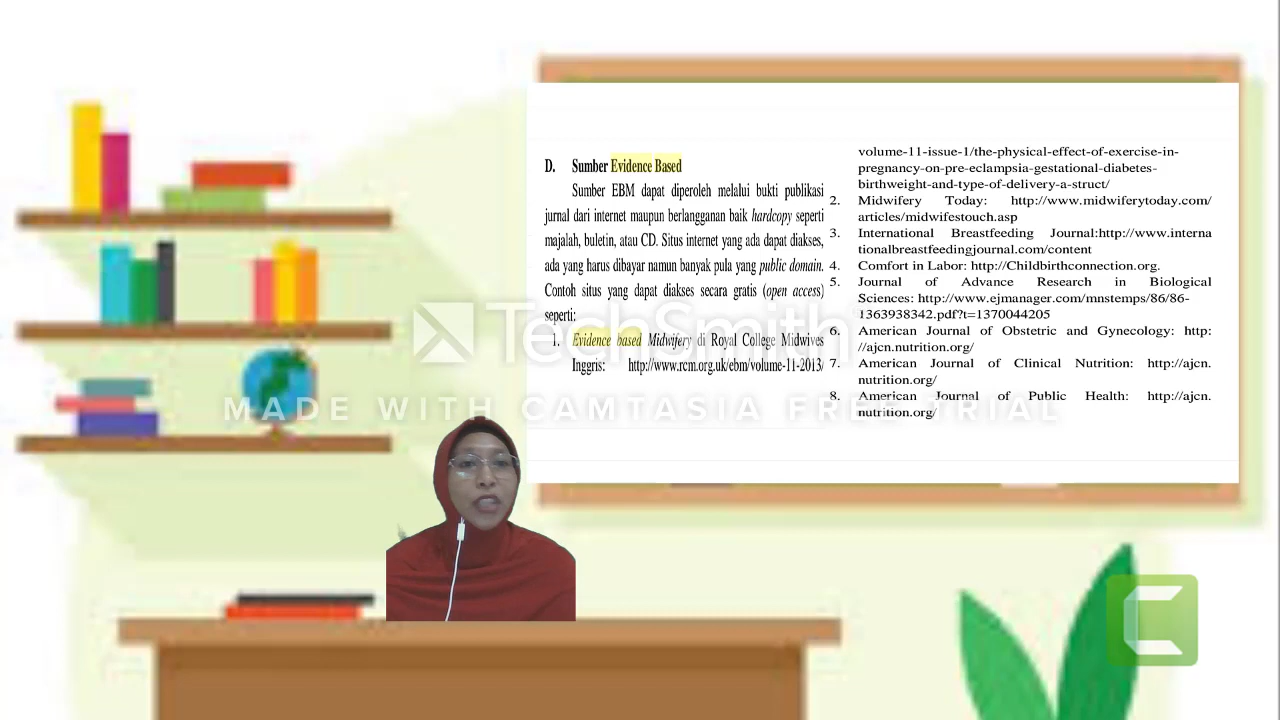 D. Sumber Evidence Based
Sumber EBM dapat diperoleh melalui bukti publikasi
jurnal dari internet maupun berlangganan baik hardcopy seperti
majalah, buletin, atau CD. Situs internet yang ada dapat diakses,
ada yang harus dibayar namun banyak pula yang public domain.
Contoh situs yang dapat diakses secara gratis (open access)
seperti:
1. Evidence based Midwifery di Royal College Midwives
Inggris: http://www.rcm.org.uk/ebm/volume-11-2013/
volume-11-issue-1/the-physical-effect-of-exercise-in-
pregnancy-on-pre-eclampsia-gestational-diabetes-
birthweight-and-type-of-delivery-a-struct/
2. Midwifery Today: http://www.midwiferytoday.com/
articles/midwifestouch.asp
3. International Breastfeeding Journal:http://www.interna
tionalbreastfeedingjournal.com/content
4. Comfort in Labor: http://Childbirthconnection.org.
5. Journal of Advance Research in Biological
Sciences: http://www.ejmanager.com/mnstemps/86/86-
1363938342.pdf?t=1370044205
6. American Journal of Obstetric and Gynecology: http:
//ajcn.nutrition.org/
7. American Journal of Clinical Nutrition: http://ajcn.
nutrition.org/
8. American Journal of Public Health: http://ajcn.
nutrition.org/
TechSmith
MADE WITH CAMTASIA FREE TRIAL